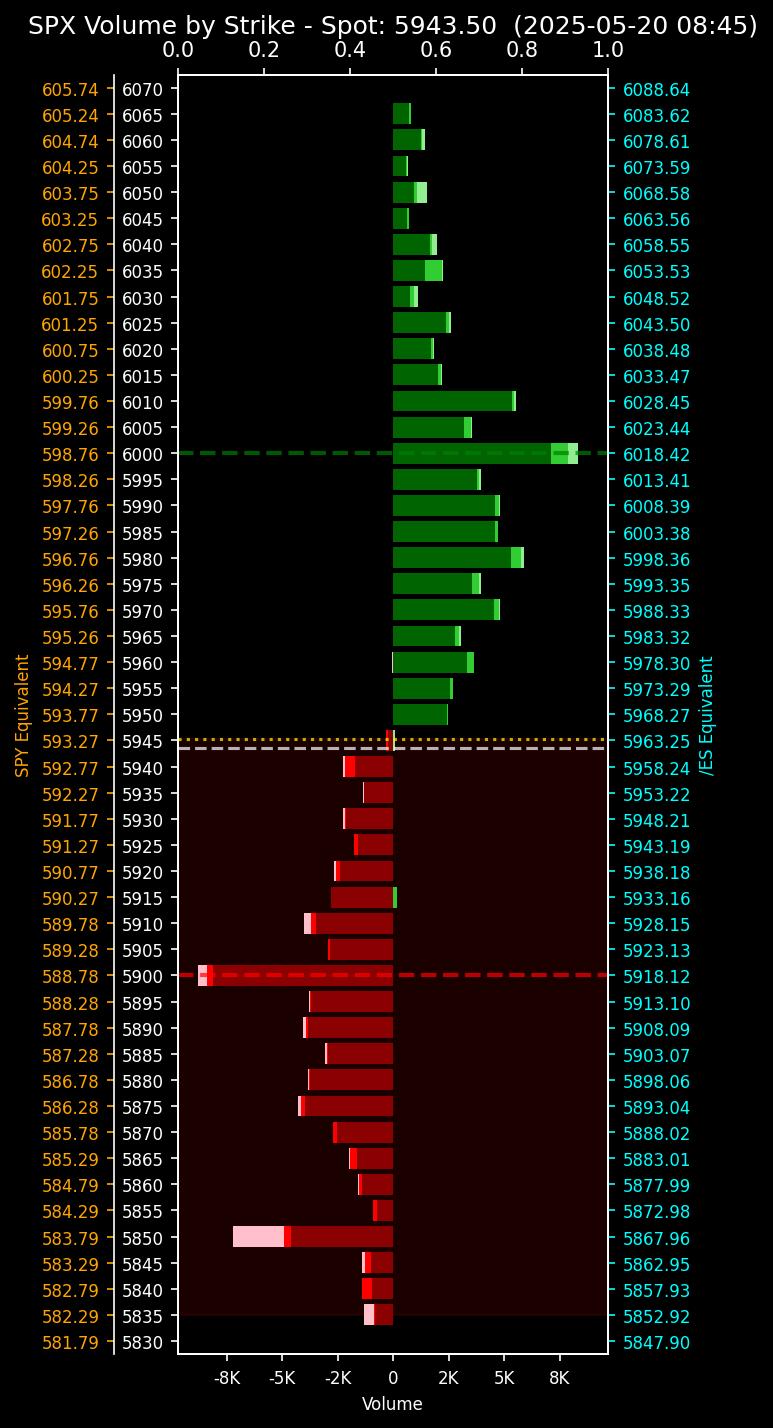 SPX Volume by Strike - Spot: 5943.50 (2025-05-20 08:45)
0.0 0.2 0.4 0.6 0.8 1.0
605.74 6070 6088.64
605.24 6065 6083.62
604.74 6060 6078.61
604.25 6055 6073.59
603.75 6050 6068.58
603.25 6045 6063.56
602.75 6040 6058.55
602.25 6035 6053.53
601.75 6030 6048.52
601.25 6025 6043.50
600.75 6020 6038.48
600.25 6015 6033.47
599.76 6010 6028.45
599.26 6005 6023.44
598.76 6000 6018.42
598.26 5995 6013.41
597.76 5990 6008.39
597.26 5985 6003.38
596.76 5980 5998.36
596.26 5975 5993.35
595.76 5970 5988.33
595.26 5965 5983.32
594.77 5960 5978.30
594.27 5955 5973.29
593.77 5950 5968.27
593.27 5945 5963.25
592.77 5940 5958.24
592.27 5935 5953.22
591.77 5930 5948.21
591.27 5925 5943.19
590.77 5920 5938.18
590.27 5915 5933.16
589.78 5910 5928.15
589.28 5905 5923.13
588.78 5900 5918.12
588.28 5895 5913.10
587.78 5890 5908.09
587.28 5885 5903.07
586.78 5880 5898.06
586.28 5875 5893.04
585.78 5870 5888.02
585.29 5865 5883.01
584.79 5860 5877.99
584.29 5855 5872.98
583.79 5850 5867.96
583.29 5845 5862.95
582.79 5840 5857.93
582.29 5835 5852.92
581.79 5830 5847.90
SPY Equivalent
/ES Equivalent
-8K -5K -2K 0 2K 5K 8K
Volume